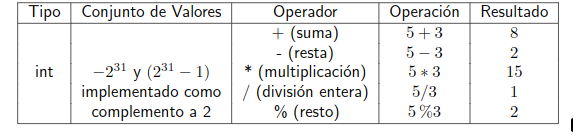 Tipo Conjunto de Valores Operador Operación Resultado
+ (suma) 5 + 3 8
- (resta) 5 − 3 2
int −2^31 y (2^31 − 1) * (multiplicación) 5 ∗ 3 15
implementado como / (división entera) 5/3 1
complemento a 2 % (resto) 5 %3 2